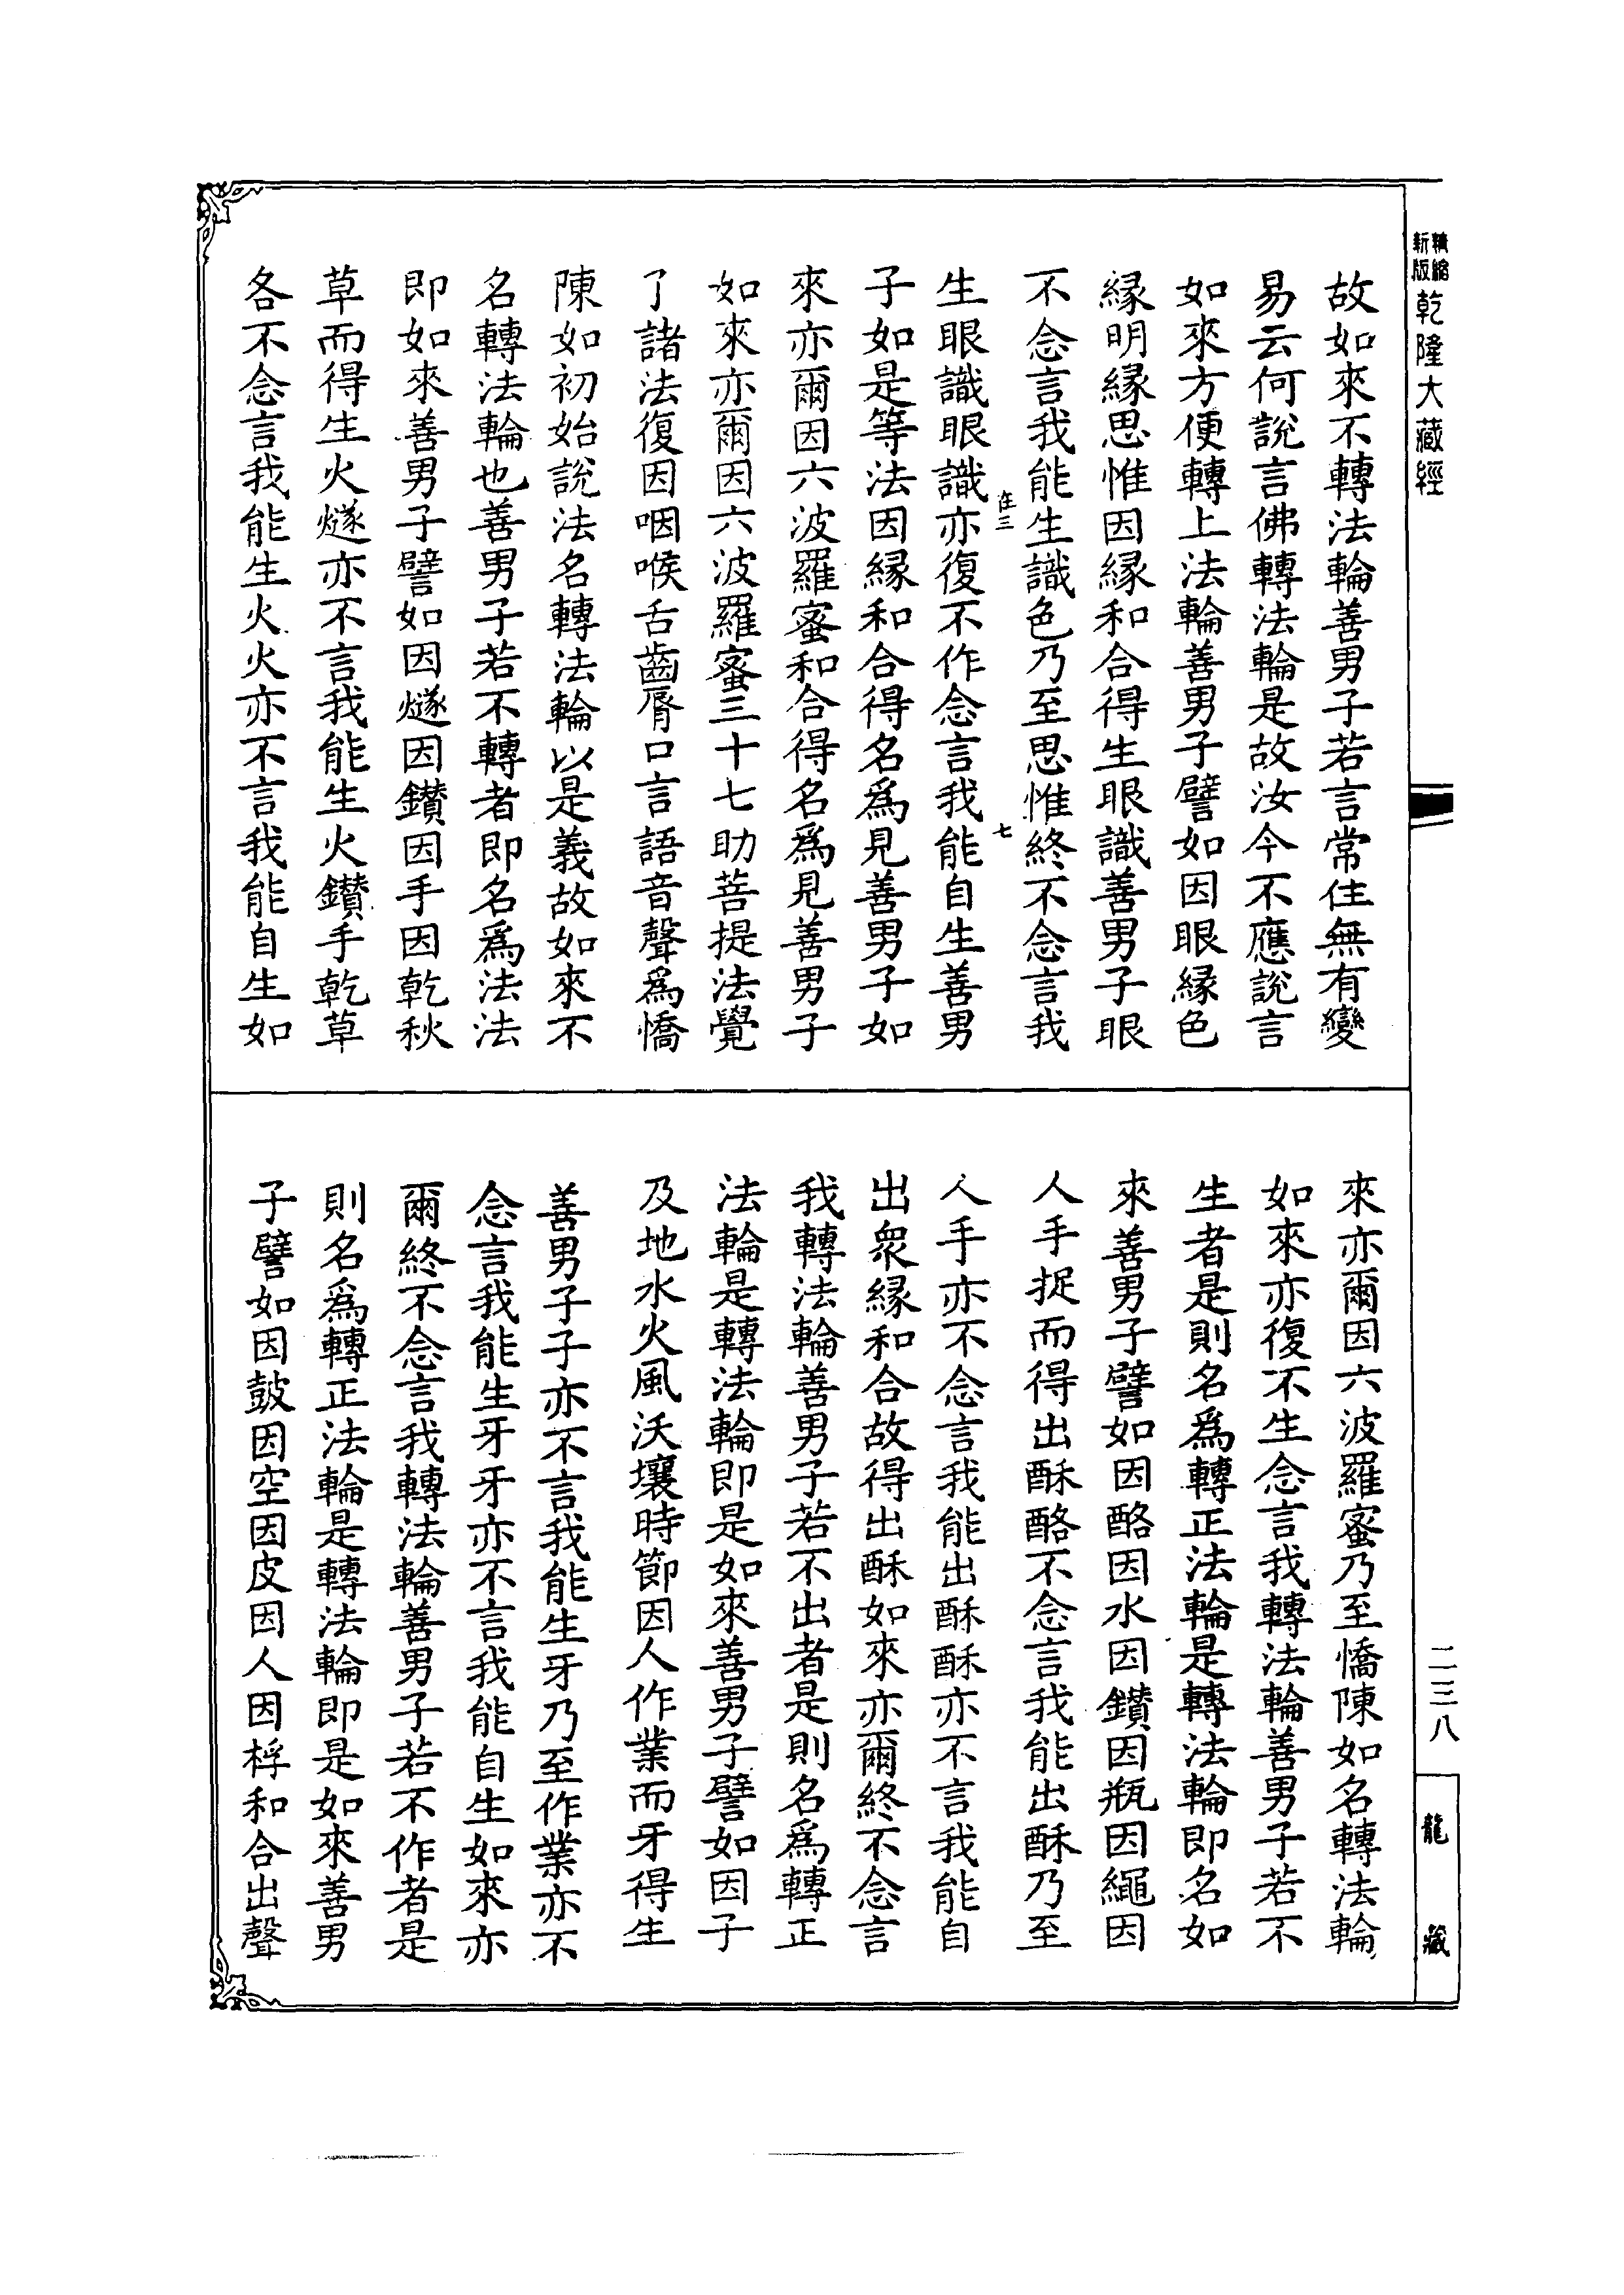 精縮新版
乾隆大藏經
故如來不轉法輪善男子若言常住無有變
易云何說言佛轉法輪是故汝今不應說言
如來方便轉上法輪善男子譬如因眼緣色
緣明緣思惟因緣和合得生眼識善男子眼
不念言我能生識色乃至思惟終不念言我
七
生眼識眼識亦復不作念言我能自生善男
子如是等法因緣和合得名爲見善男子如
來亦爾因六波羅蜜和合得名爲見善男子
如來亦爾因六波羅蜜三十七助菩提法覺
了諸法復因咽喉舌齒脣口言語音聲爲憍
陳如初始說法名轉法輪以是義故如來不
名轉法輪也善男子若不轉者即名爲法法
即如來善男子譬如因燧因鑽因手因乾秋
草而得生火燧亦不言我能生火鑽手乾草
各不念言我能生火火亦不言我能自生如
來亦爾因六波羅蜜乃至憍陳如名轉法輪
如來亦復不生念言我轉法輪善男子若不
生者是則名爲轉正法輪是轉法輪即名如
來善男子譬如因酪因水因鑽因瓶因繩因
人手捉而得出酥酪不念言我能出酥乃至
人手亦不念言我能出酥酥亦不言我能自
出衆緣和合故得出酥如來亦爾終不念言
我轉法輪善男子若不出者是則名爲轉正
法輪是轉法輪即是如來善男子譬如因子
及地水火風沃壤時節因人作業而牙得生
善男子子亦不言我能生牙乃至作業亦不
念言我能生牙牙亦不言我能自生如來亦
爾終不念言我轉法輪善男子若不作者是
則名爲轉正法輪是轉法輪即是如來善男
子譬如因皷因空因皮因人因桴和合出聲
二三八
龍藏